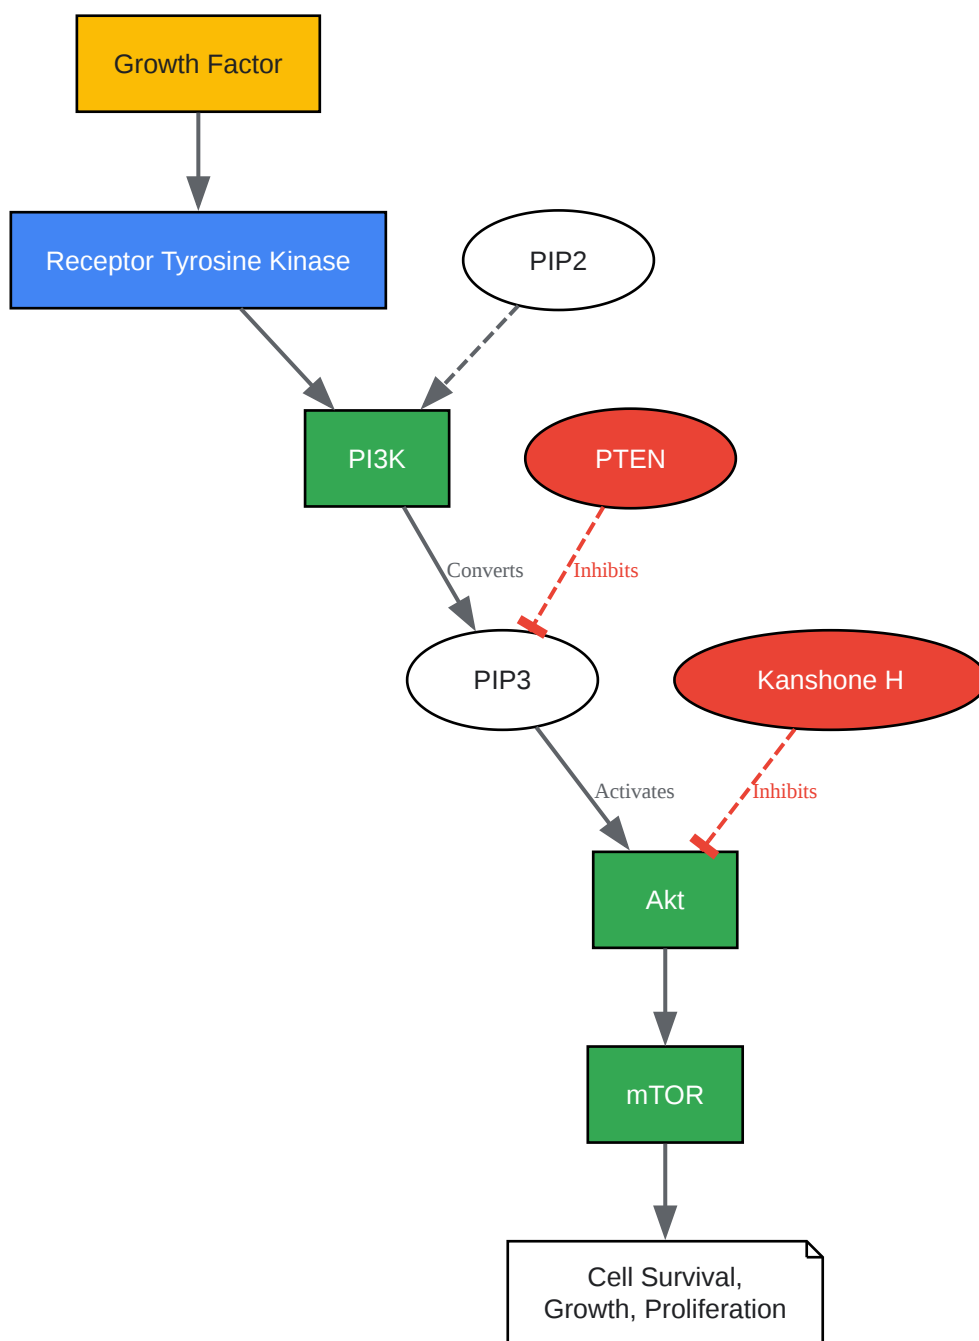 Growth Factor
Receptor Tyrosine Kinase
PIP2
PI3K
PTEN
Converts
Inhibits
PIP3
Kanshone H
Activates
Inhibits
Akt
mTOR
Cell Survival,
Growth, Proliferation